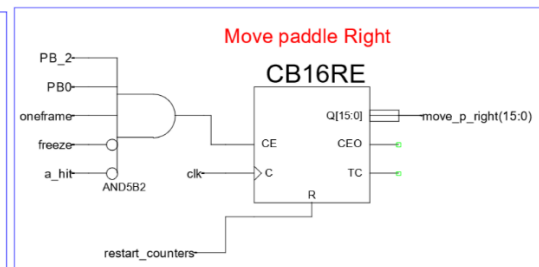 Move paddle Right
CB16RE
PB_2
PB0
oneframe
freeze
a_hit
AND5B2
clk
CE
C
Q[15:0]
CEO
TC
R
move_p_right(15:0)
restart_counters